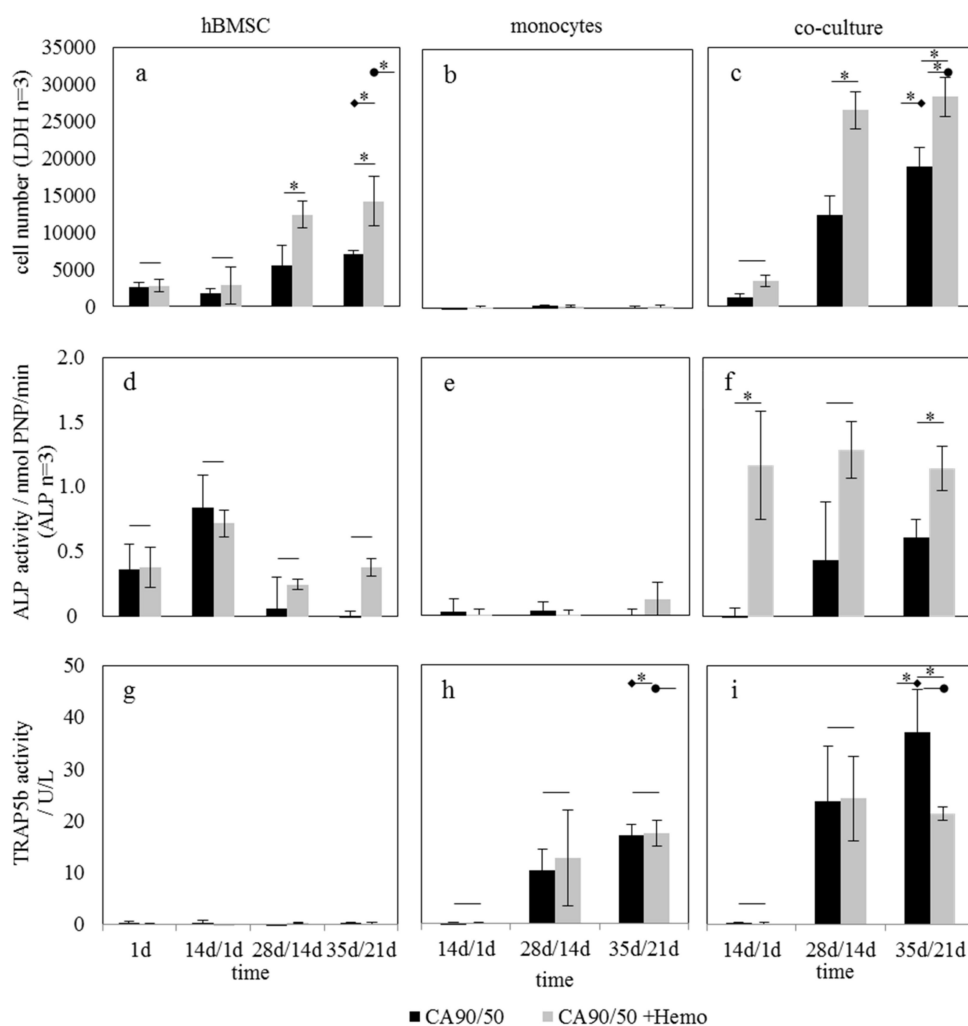 hBMSC monocytes co-culture
cell number (LDH n=3)
35000
30000
25000
20000
15000
10000
5000
0
a
*
*
*
*
b
c
*
*
*
*
ALP activity / nmol PNP/min
(ALP n=3)
2.0
1.5
1.0
0.5
0
d
e
f
*
*
TRAP5b activity
/ U/L
50
40
30
20
10
0
g
h
*
i
*
*
1d 14d/1d 28d/14d 35d/21d
14d/1d 28d/14d 35d/21d
14d/1d 28d/14d 35d/21d
time time time
CA90/50 CA90/50 +Hemo